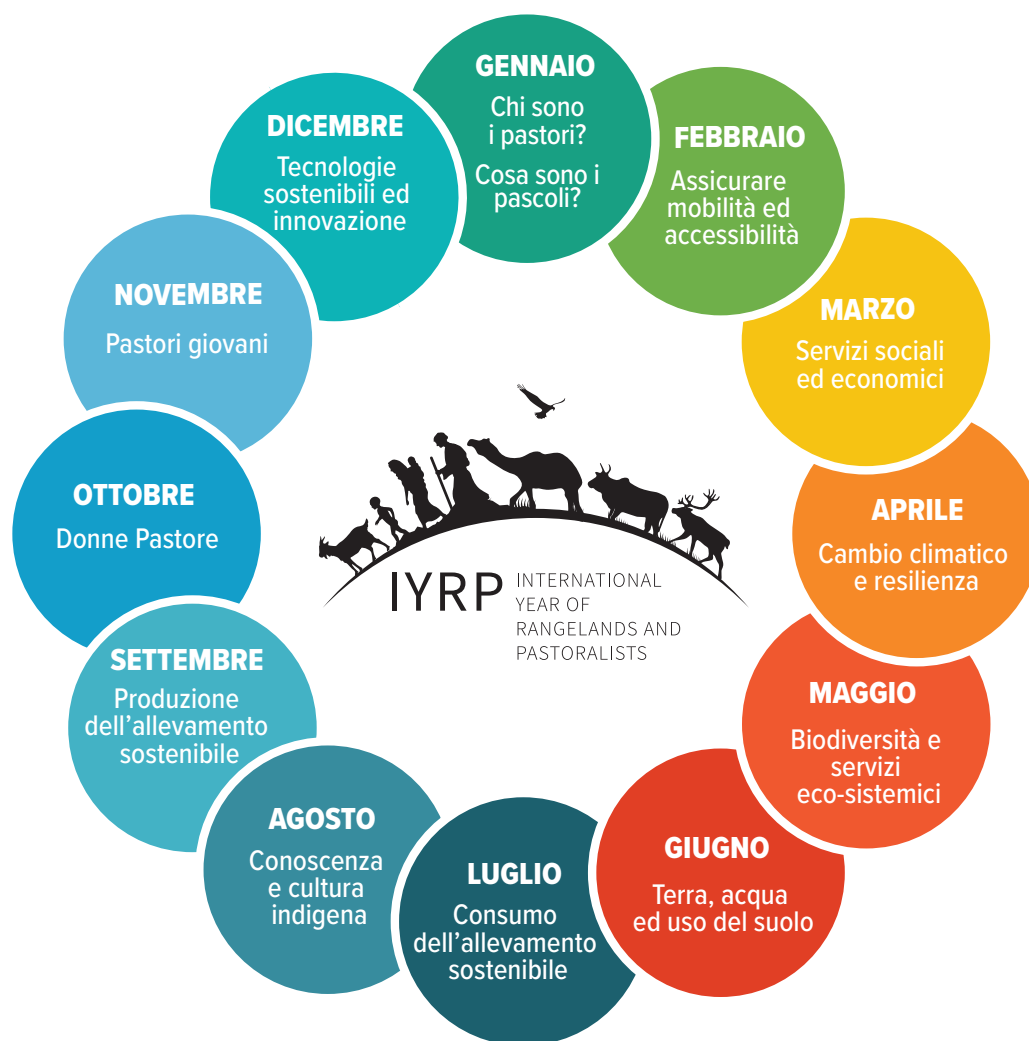 GENNAIO
Chi sono
i pastori?
Cosa sono i
pascoli?
FEBBRAIO
Assicurare
mobilità ed
accessibilità
MARZO
Servizi sociali
ed economici
APRILE
Cambio climatico
e resilienza
MAGGIO
Biodiversità e
servizi
eco-sistemici
GIUGNO
Terra, acqua
ed uso del suolo
LUGLIO
Consumo
dell’allevamento
sostenibile
AGOSTO
Conoscenza
e cultura
indigena
SETTEMBRE
Produzione
dell’allevamento
sostenibile
OTTOBRE
Donne Pastore
NOVEMBRE
Pastori giovani
DICEMBRE
Tecnologie
sostenibili ed
innovazione
IYRP
INTERNATIONAL
YEAR OF
RANGELANDS AND
PASTORALISTS